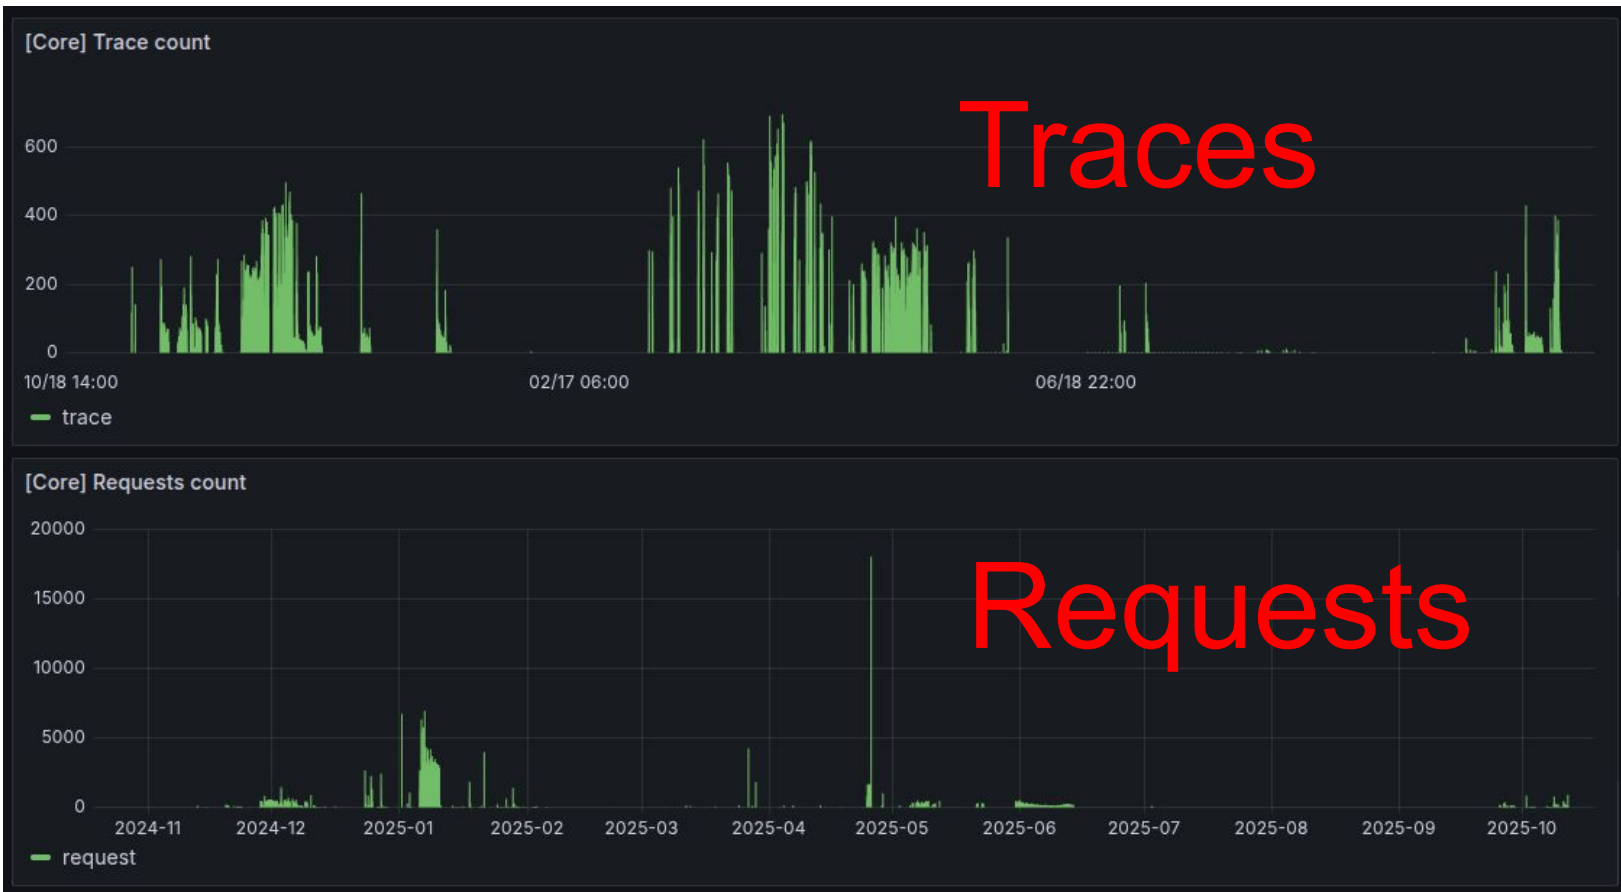 [Core] Trace count
Traces
600
400
200
0
10/18 14:00 02/17 06:00 06/18 22:00
trace
[Core] Requests count
20000
Requests
15000
10000
5000
0
2024-11 2024-12 2025-01 2025-02 2025-03 2025-04 2025-05 2025-06 2025-07 2025-08 2025-09 2025-10
request